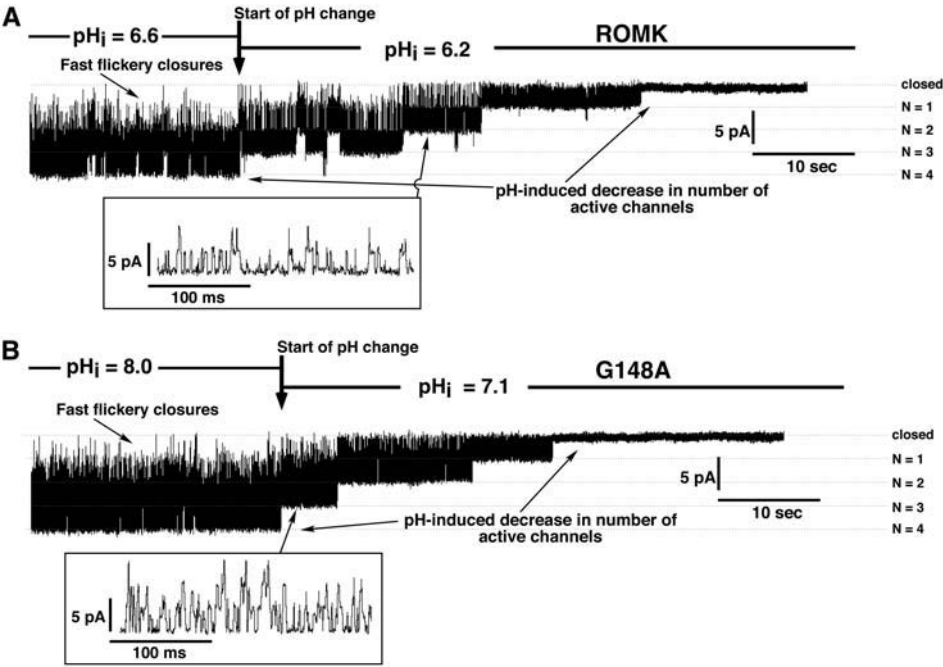 A
Start of pH change
pHi = 6.6
pHi = 6.2
ROMK
Fast flickery closures
closed
N = 1
N = 2
N = 3
N = 4
5 pA
10 sec
pH-induced decrease in number of
active channels
5 pA
100 ms
B
Start of pH change
pHi = 8.0
pHi = 7.1
G148A
Fast flickery closures
closed
N = 1
N = 2
N = 3
N = 4
5 pA
10 sec
pH-induced decrease in number of
active channels
5 pA
100 ms